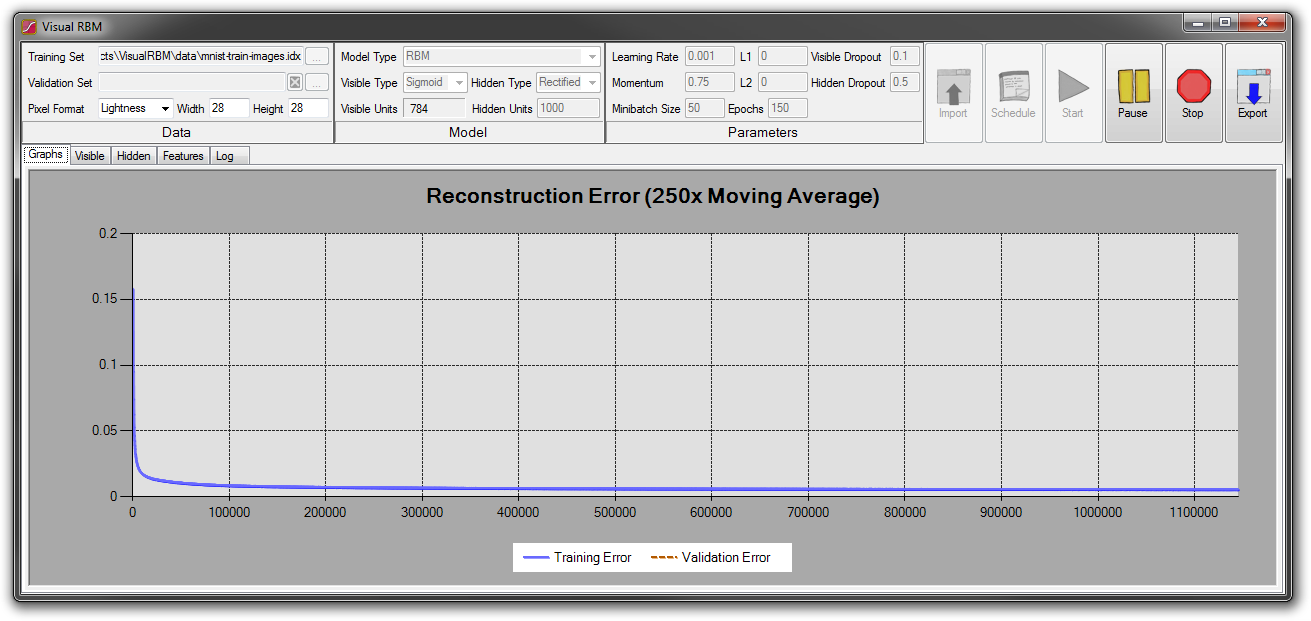 Visual RBM
Training Set cts\VisualRBM\data\mnist-train-images.idx ...
Validation Set ...
Pixel Format Lightness Width 28 Height 28
Data
Model Type RBM
Visible Type Sigmoid Hidden Type Rectified
Visible Units 784 Hidden Units 1000
Model
Learning Rate 0.001 L1 0 Visible Dropout 0.1
Momentum 0.75 L2 0 Hidden Dropout 0.5
Minibatch Size 50 Epochs 150
Parameters
Import Schedule Start Pause Stop Export
Graphs Visible Hidden Features Log
Reconstruction Error (250x Moving Average)
0.2
0.15
0.1
0.05
0
0 100000 200000 300000 400000 500000 600000 700000 800000 900000 1000000 1100000
Training Error Validation Error